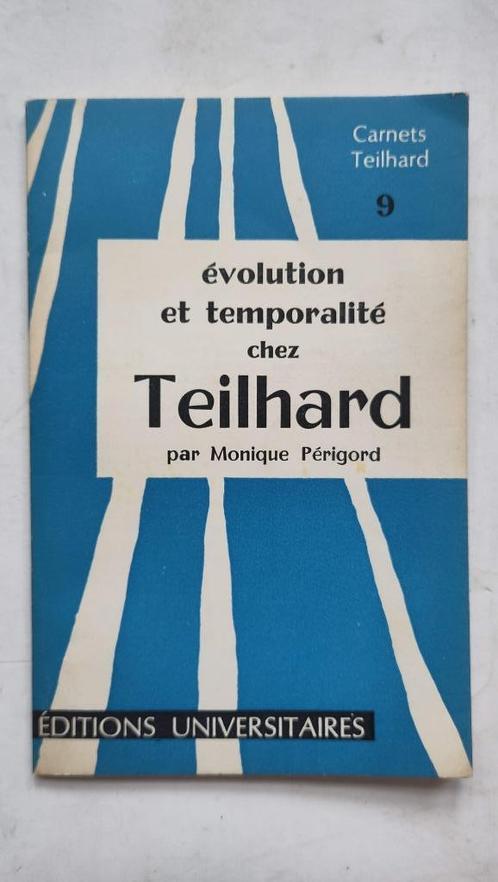 Carnets
Teilhard
9
évolution
et temporalité
chez
Teilhard
par Monique Périgord
ÉDITIONS UNIVERSITAIRES